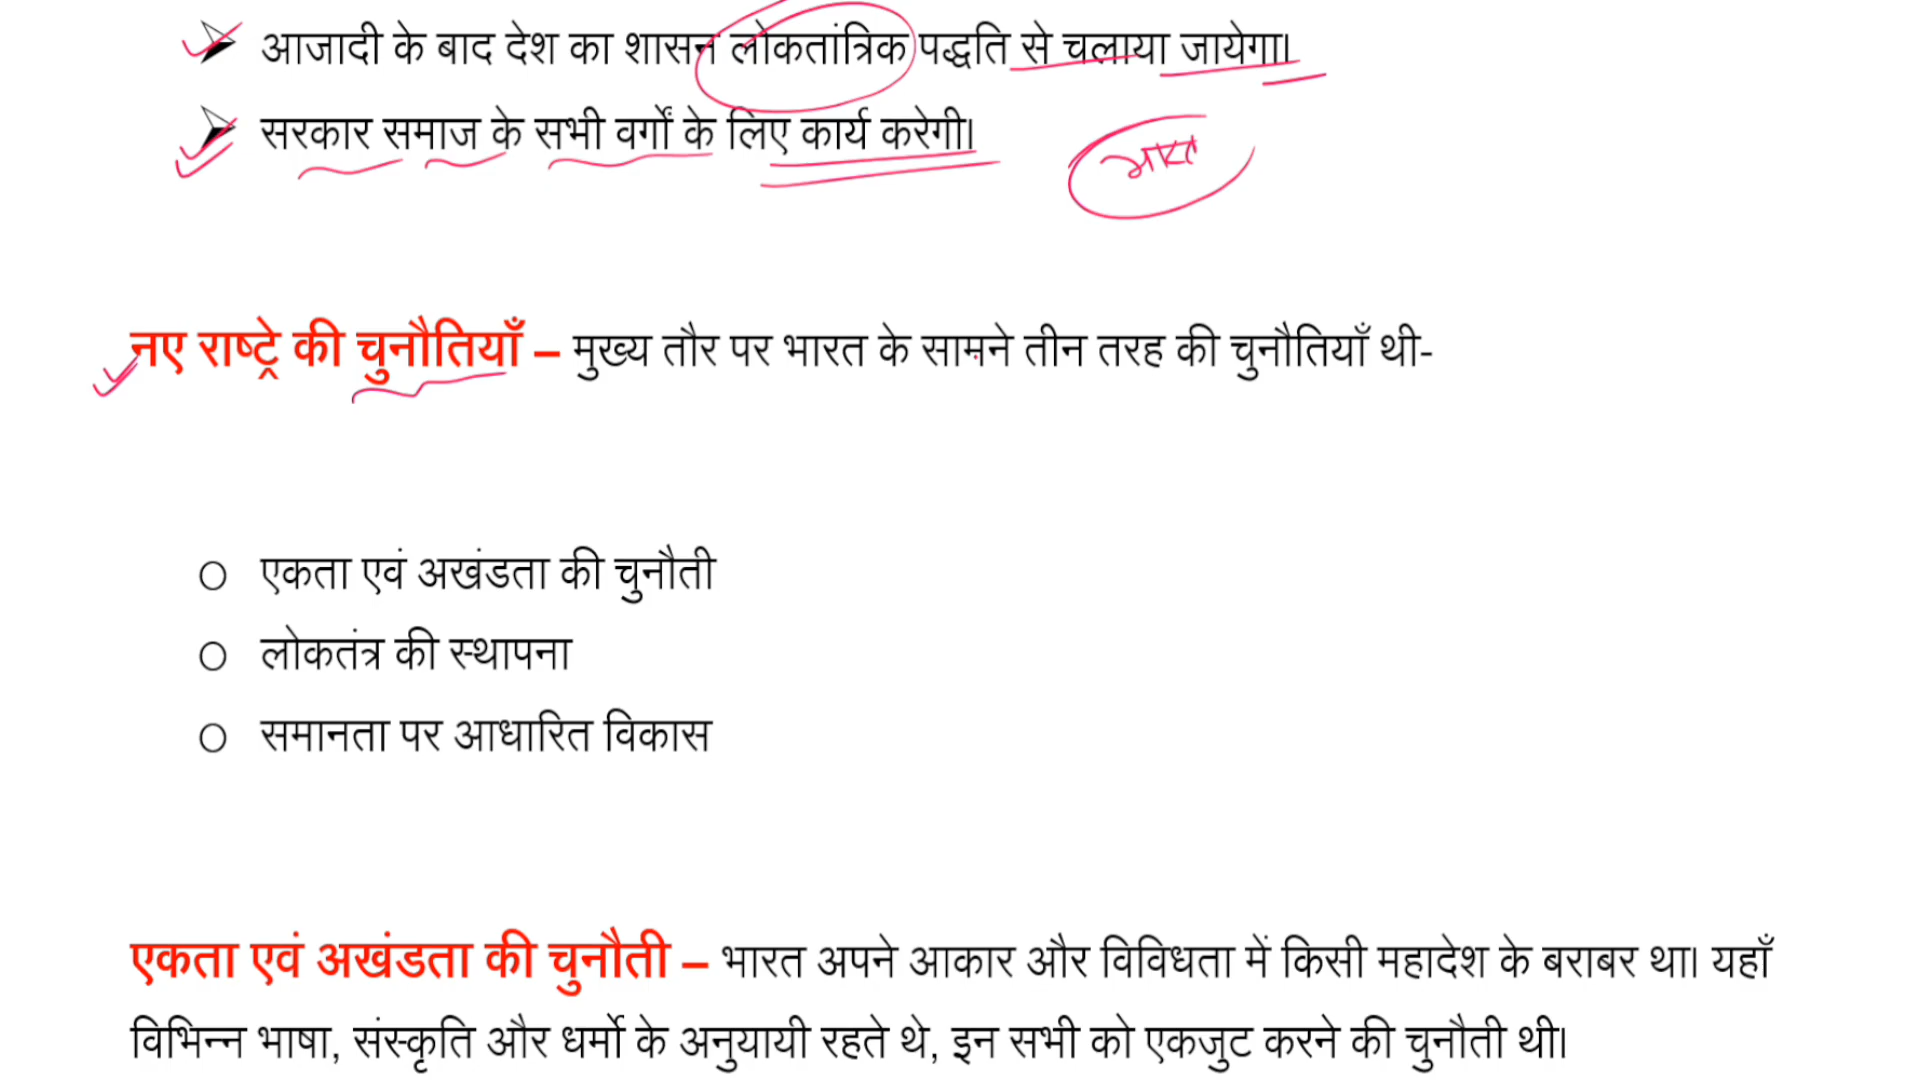 आजादी के बाद देश का शासन लोकतांत्रिक पद्धति से चलाया जायेगा।
सरकार समाज के सभी वर्गों के लिए कार्य करेगी।
भारत
नए राष्ट्रे की चुनौतियाँ – मुख्य तौर पर भारत के सामने तीन तरह की चुनौतियाँ थी-
एकता एवं अखंडता की चुनौती
लोकतंत्र की स्थापना
समानता पर आधारित विकास
एकता एवं अखंडता की चुनौती – भारत अपने आकार और विविधता में किसी महादेश के बराबर था। यहाँ
विभिन्न भाषा, संस्कृति और धर्मो के अनुयायी रहते थे, इन सभी को एकजुट करने की चुनौती थी।